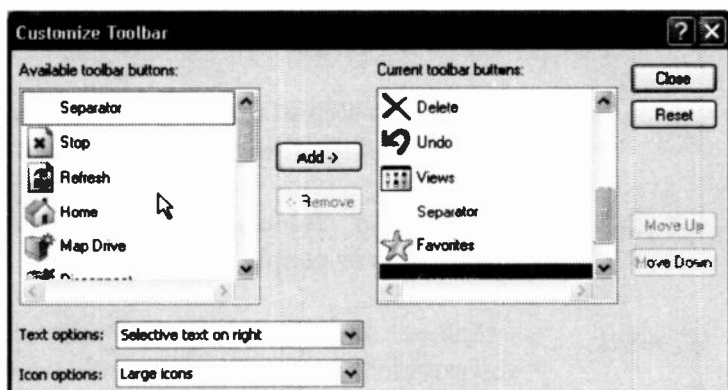 Customize Toolbar
Available toolbar buttons:
Current toolbar buttons:
Close
Reset
Separator
Stop
Refresh
Home
Map Drive
Disconnect
Add ->
<- Remove
Delete
Undo
Views
Separator
Favorites
Move Up
Move Down
Text options: Selective text on right
Icon options: Large icons